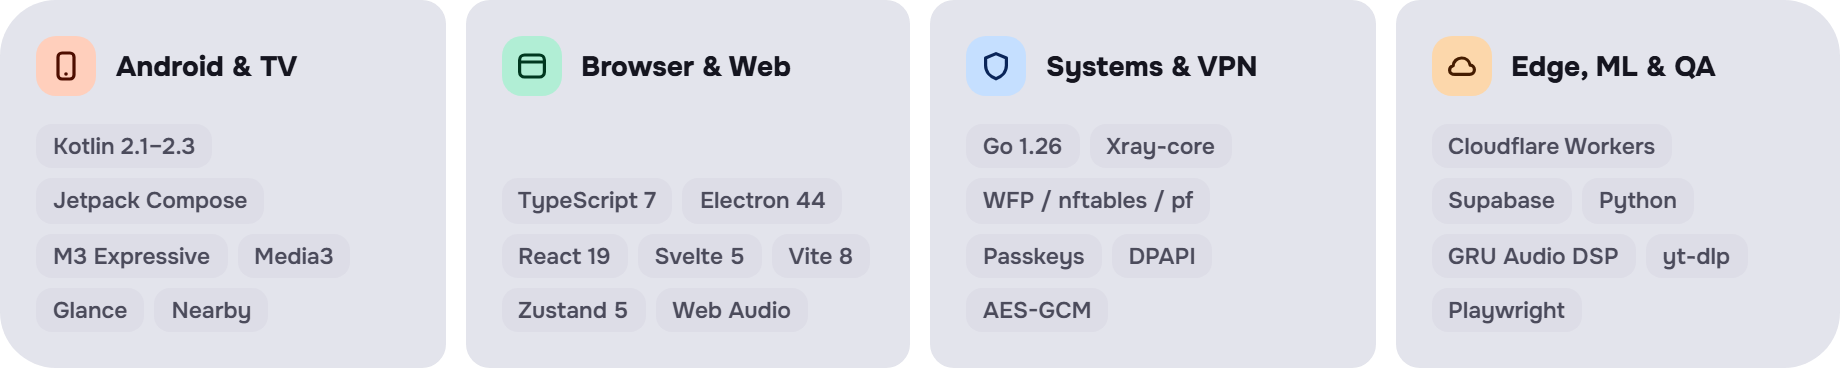 Android & TV
Kotlin 2.1–2.3
Jetpack Compose
M3 Expressive Media3
Glance Nearby
Browser & Web
TypeScript 7 Electron 44
React 19 Svelte 5 Vite 8
Zustand 5 Web Audio
Systems & VPN
Go 1.26 Xray-core
WFP / nftables / pf
Passkeys DPAPI
AES-GCM
Edge, ML & QA
Cloudflare Workers
Supabase Python
GRU Audio DSP yt-dlp
Playwright